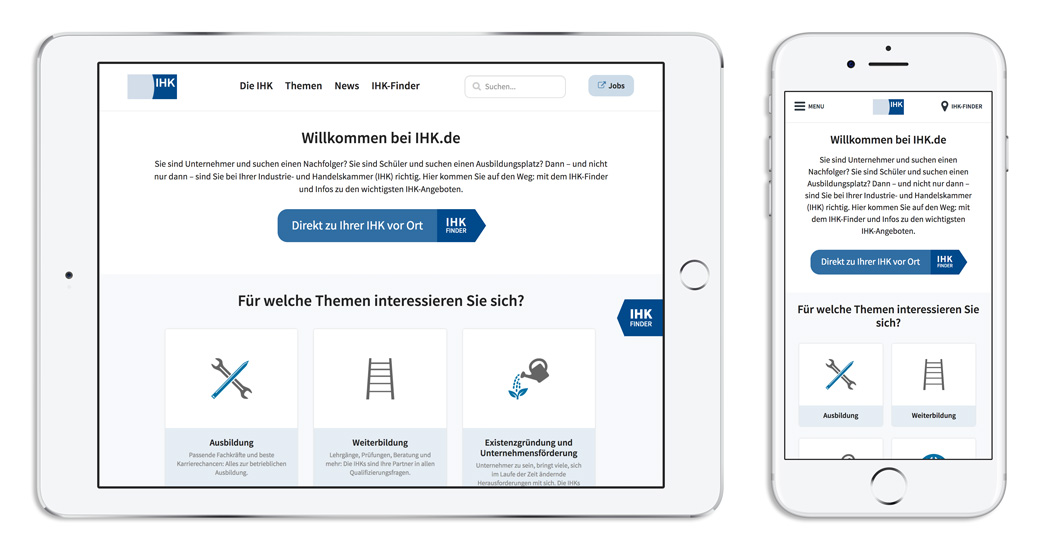 IHK
Die IHK Themen News IHK-Finder
Suchen...
Jobs
Willkommen bei IHK.de
Sie sind Unternehmer und suchen einen Nachfolger? Sie sind Schüler und suchen einen Ausbildungsplatz? Dann – und nicht
nur dann – sind Sie bei Ihrer Industrie- und Handelskammer (IHK) richtig. Hier kommen Sie auf den Weg: mit dem IHK-Finder
und Infos zu den wichtigsten IHK-Angeboten.
Direkt zu Ihrer IHK vor Ort
IHK
FINDER
Für welche Themen interessieren Sie sich?
IHK
FINDER
Ausbildung
Passende Fachkräfte und beste
Karrierechancen: Alles zur betrieblichen
Ausbildung.
Weiterbildung
Lehrgänge, Prüfungen, Beratung und
mehr: Die IHKs sind Ihre Partner in allen
Qualifizierungsfragen.
Existenzgründung und
Unternehmensförderung
Unternehmer zu sein, bringt viele, sich
im Laufe der Zeit ändernde
Herausforderungen mit sich. Die IHKs
MENU
IHK
IHK-FINDER
Willkommen bei IHK.de
Sie sind Unternehmer und suchen einen
Nachfolger? Sie sind Schüler und suchen einen
Ausbildungsplatz? Dann – und nicht nur dann –
sind Sie bei Ihrer Industrie- und Handelskammer
(IHK) richtig. Hier kommen Sie auf den Weg: mit
dem IHK-Finder und Infos zu den wichtigsten
IHK-Angeboten.
Direkt zu Ihrer IHK vor Ort
IHK
FINDER
Für welche Themen interessieren Sie
sich?
Ausbildung
Weiterbildung